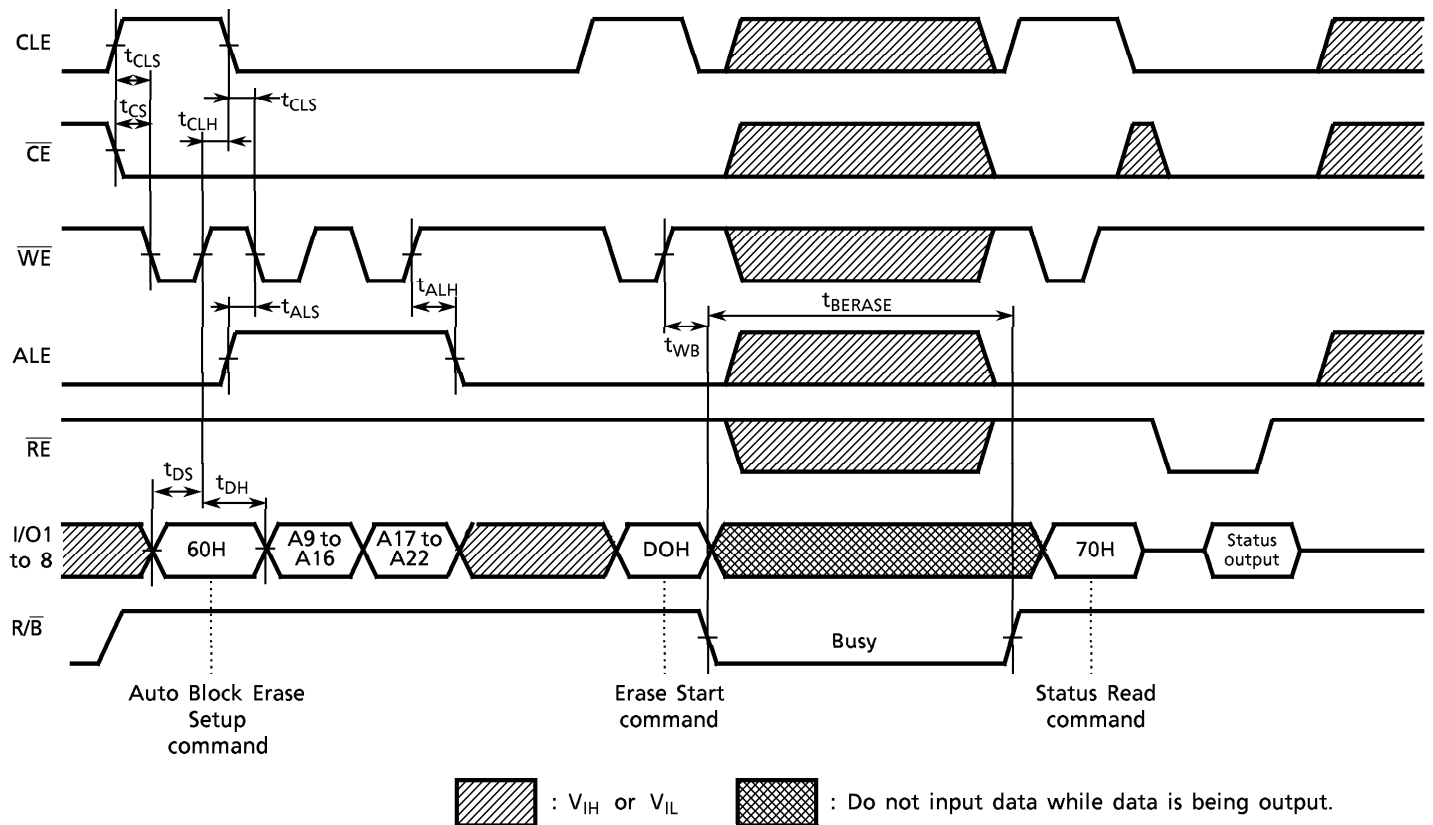 CLE
tCLS
tCS
tCLH
tCLS
CE
WE
tALS
tALH
tWB
tBERASE
ALE
RE
tDS
tDH
I/O1
to 8
60H
A9 to
A16
A17 to
A22
DOH
70H
Status
output
R/B
Busy
Auto Block Erase
Setup
command
Erase Start
command
Status Read
command
: VIH or VIL
: Do not input data while data is being output.